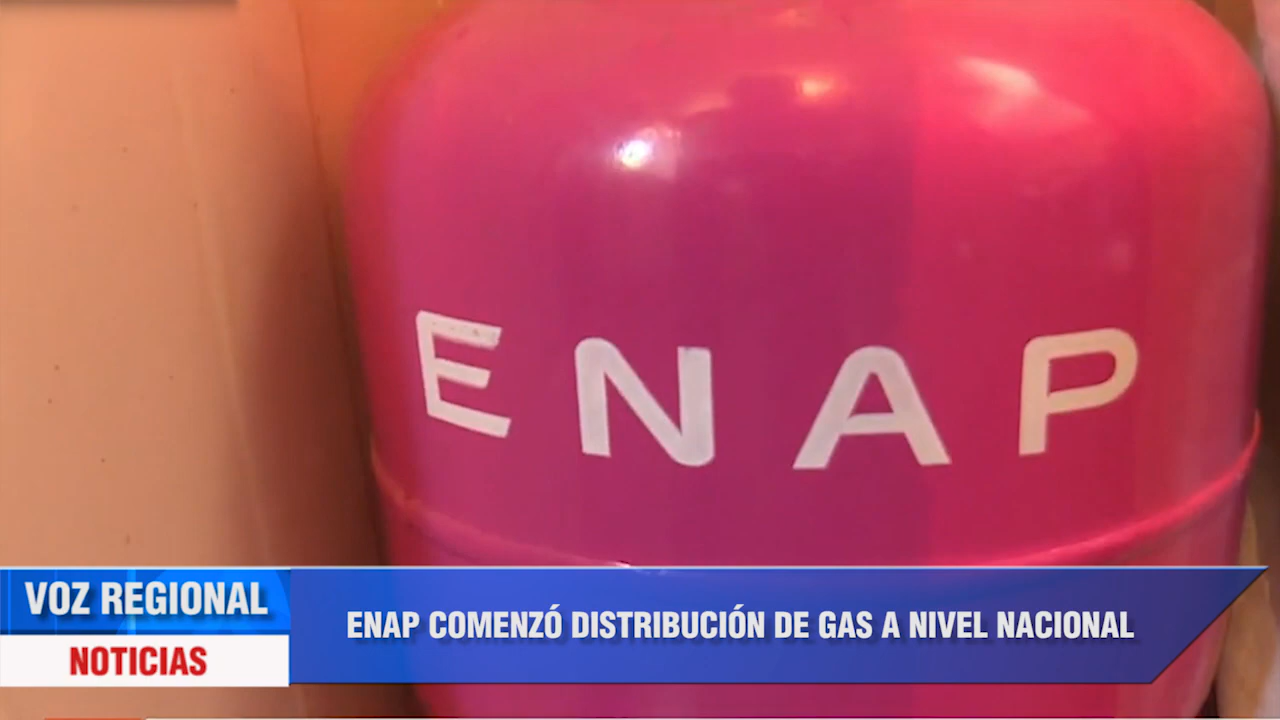 ENAP
VOZ REGIONAL
ENAP COMENZÓ DISTRIBUCIÓN DE GAS A NIVEL NACIONAL
NOTICIAS